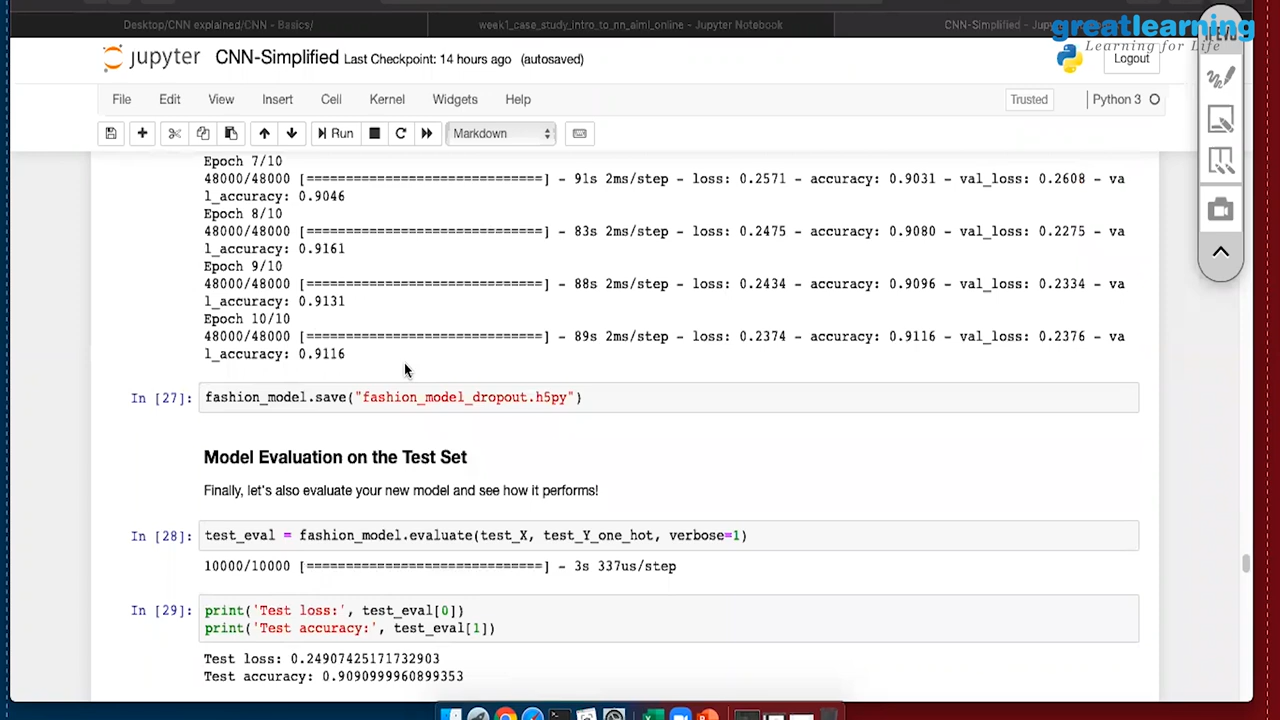 Desktop/CNN explained/CNN - Basics/
week1_case_study_intro_to_nn_aiml_online - Jupyter Notebook
CNN-Simplified - Jupyter
greatlearning
Learning for Life
jupyter CNN-Simplified Last Checkpoint: 14 hours ago (autosaved)
Logout
File Edit View Insert Cell Kernel Widgets Help
Trusted Python 3
Run Markdown
Epoch 7/10
48000/48000 [==============================] - 91s 2ms/step - loss: 0.2571 - accuracy: 0.9031 - val_loss: 0.2608 - va
l_accuracy: 0.9046
Epoch 8/10
48000/48000 [==============================] - 83s 2ms/step - loss: 0.2475 - accuracy: 0.9080 - val_loss: 0.2275 - va
l_accuracy: 0.9161
Epoch 9/10
48000/48000 [==============================] - 88s 2ms/step - loss: 0.2434 - accuracy: 0.9096 - val_loss: 0.2334 - va
l_accuracy: 0.9131
Epoch 10/10
48000/48000 [==============================] - 89s 2ms/step - loss: 0.2374 - accuracy: 0.9116 - val_loss: 0.2376 - va
l_accuracy: 0.9116
In [27]: fashion_model.save("fashion_model_dropout.h5py")
Model Evaluation on the Test Set
Finally, let's also evaluate your new model and see how it performs!
In [28]: test_eval = fashion_model.evaluate(test_X, test_Y_one_hot, verbose=1)
10000/10000 [==============================] - 3s 337us/step
In [29]: print('Test loss:', test_eval[0])
print('Test accuracy:', test_eval[1])
Test loss: 0.24907425171732903
Test accuracy: 0.9090999960899353